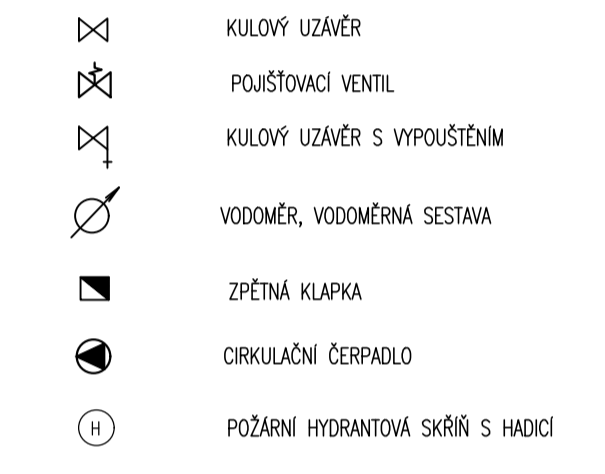 KULOVÝ UZÁVĚR
POJIŠŤOVACÍ VENTIL
KULOVÝ UZÁVĚR S VYPOUŠTĚNÍM
VODOMĚR, VODOMĚRNÁ SESTAVA
ZPĚTNÁ KLAPKA
CIRKULAČNÍ ČERPADLO
H POŽÁRNÍ HYDRANTOVÁ SKŘÍŇ S HADICÍ